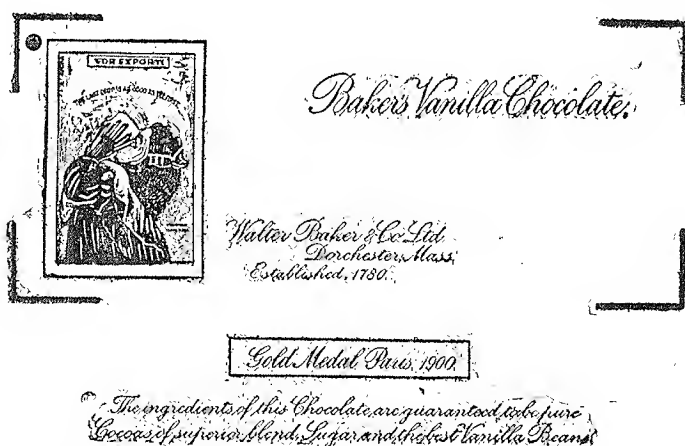 FOR EXPORT
Baker's Vanilla Chocolate.
Walter Baker & Co. Ltd.
Dorchester, Mass.
Established, 1780.
Gold Medal, Paris, 1900.
The ingredients of this Chocolate are guaranteed to be pure
Cocoas of superior blend, Sugar and the best Vanilla Beans